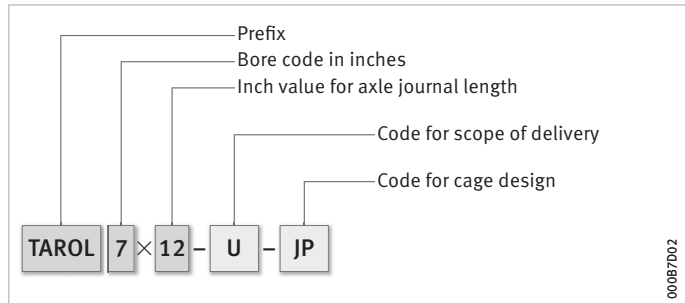 Prefix
Bore code in inches
Inch value for axle journal length
Code for scope of delivery
Code for cage design
TAROL 7 × 12 – U – JP
000B7D02